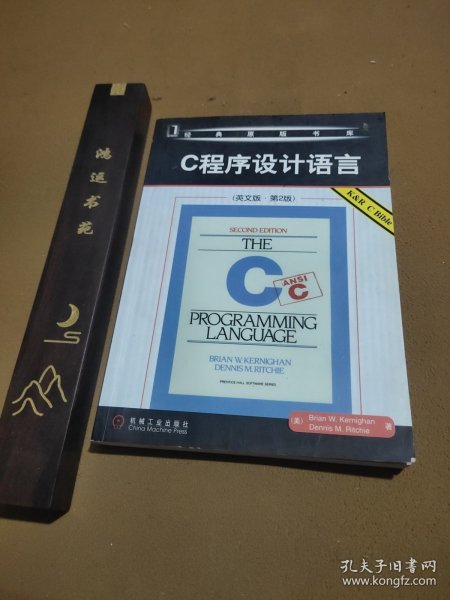 鸿运书苑
经典原版书库
C程序设计语言
(英文版·第2版)
K&R C Bible
SECOND EDITION
THE
C
ANSI
C
PROGRAMMING
LANGUAGE
BRIAN W. KERNIGHAN
DENNIS M. RITCHIE
PRENTICE HALL SOFTWARE SERIES
(美) Brian W. Kernighan
Dennis M. Ritchie 著
机械工业出版社
China Machine Press
孔夫子旧书网
www.kongfz.com